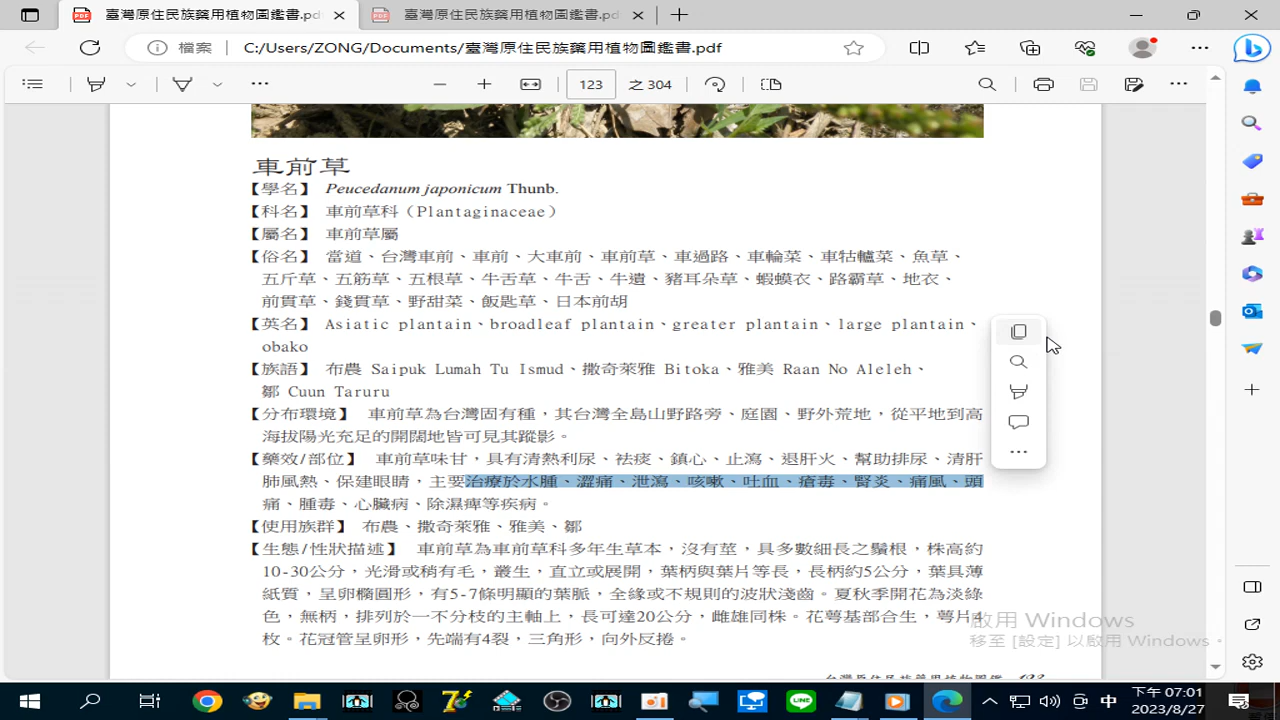 臺灣原住民族藥用植物圖鑑書.pdf
臺灣原住民族藥用植物圖鑑書.pdf
檔案
C:/Users/ZONG/Documents/臺灣原住民族藥用植物圖鑑書.pdf
123 之 304
車前草
【學名】 Peucedanum japonicum Thunb.
【科名】 車前草科（Plantaginaceae）
【屬名】 車前草屬
【俗名】 當道、台灣車前、車前、大車前、車前草、車過路、車輪菜、車轱轤菜、魚草、
五斤草、五筋草、五根草、牛舌草、牛舌、牛遺、豬耳朵草、蝦蟆衣、路霸草、地衣、
前貫草、錢貫草、野甜菜、飯匙草、日本前胡
【英名】 Asiatic plantain、broadleaf plantain、greater plantain、large plantain、
obako
【族語】 布農 Saipuk Lumah Tu Ismud、撒奇萊雅 Bitoka、雅美 Raan No Aleleh、
鄒 Cuun Taruru
【分布環境】 車前草為台灣固有種，其台灣全島山野路旁、庭園、野外荒地，從平地到高
海拔陽光充足的開闊地皆可見其蹤影。
【藥效/部位】 車前草味甘，具有清熱利尿、袪痰、鎮心、止瀉、退肝火、幫助排尿、清肝
肺風熱、保建眼睛，主要治療於水腫、澀痛、泄瀉、咳嗽、吐血、瘡毒、腎炎、痛風、頭
痛、腫毒、心臟病、除濕痺等疾病。
【使用族群】 布農、撒奇萊雅、雅美、鄒
【生態/性狀描述】 車前草為車前草科多年生草本，沒有莖，具多數細長之鬚根，株高約
10-30公分，光滑或稍有毛，叢生，直立或展開，葉柄與葉片等長，長柄約5公分，葉具薄
紙質，呈卵橢圓形，有5-7條明顯的葉脈，全緣或不規則的波狀淺齒。夏秋季開花為淡綠
色，無柄，排列於一不分枝的主軸上，長可達20公分，雌雄同株。花萼基部合生，萼片4
枚。花冠管呈卵形，先端有4裂，三角形，向外反捲。
啟用 Windows
移至 [設定] 以啟用 Windows。
中
下午 07:01
2023/8/27